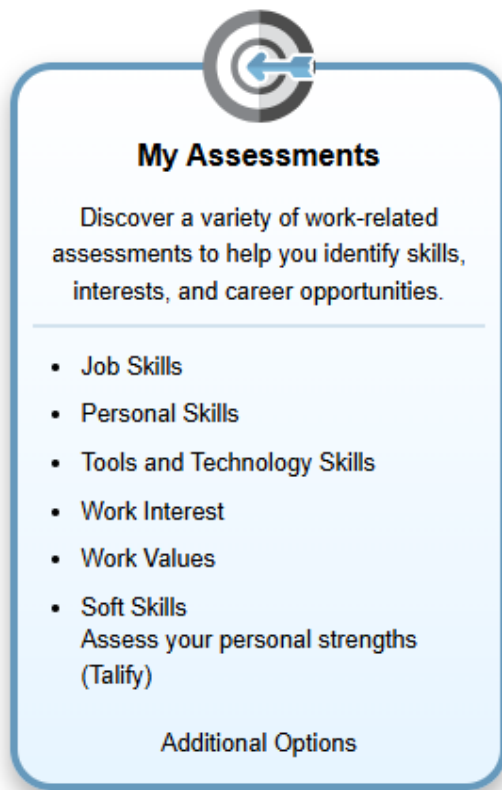 My Assessments
Discover a variety of work-related
assessments to help you identify skills,
interests, and career opportunities.
• Job Skills
• Personal Skills
• Tools and Technology Skills
• Work Interest
• Work Values
• Soft Skills
Assess your personal strengths
(Talify)
Additional Options